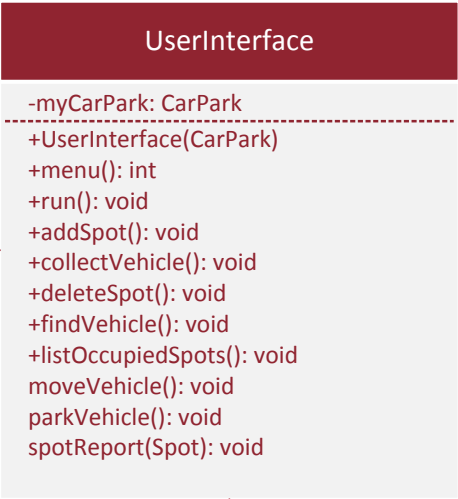 UserInterface
-myCarPark: CarPark
+UserInterface(CarPark)
+menu(): int
+run(): void
+addSpot(): void
+collectVehicle(): void
+deleteSpot(): void
+findVehicle(): void
+listOccupiedSpots(): void
moveVehicle(): void
parkVehicle(): void
spotReport(Spot): void